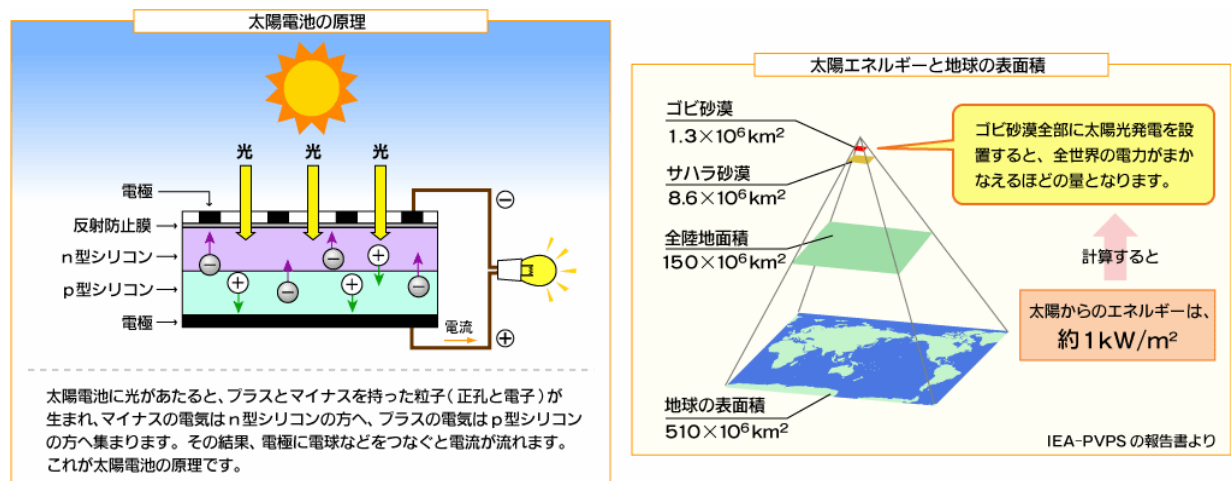 太陽電池の原理
光
光
光
電極
反射防止膜
n型シリコン
p型シリコン
電極
⊖
⊕
電流
太陽電池に光があたると、プラスとマイナスを持った粒子(正孔と電子)が
生まれ、マイナスの電気はn型シリコンの方へ、プラスの電気はp型シリコン
の方へ集まります。その結果、電極に電球などをつなぐと電流が流れます。
これが太陽電池の原理です。
太陽エネルギーと地球の表面積
ゴビ砂漠
1.3×10⁶km²
サハラ砂漠
8.6×10⁶km²
全陸地面積
150×10⁶km²
地球の表面積
510×10⁶km²
ゴビ砂漠全部に太陽光発電を設
置すると、全世界の電力がまか
なえるほどの量となります。
計算すると
太陽からのエネルギーは、
約1kW/m²
IEA-PVPSの報告書より